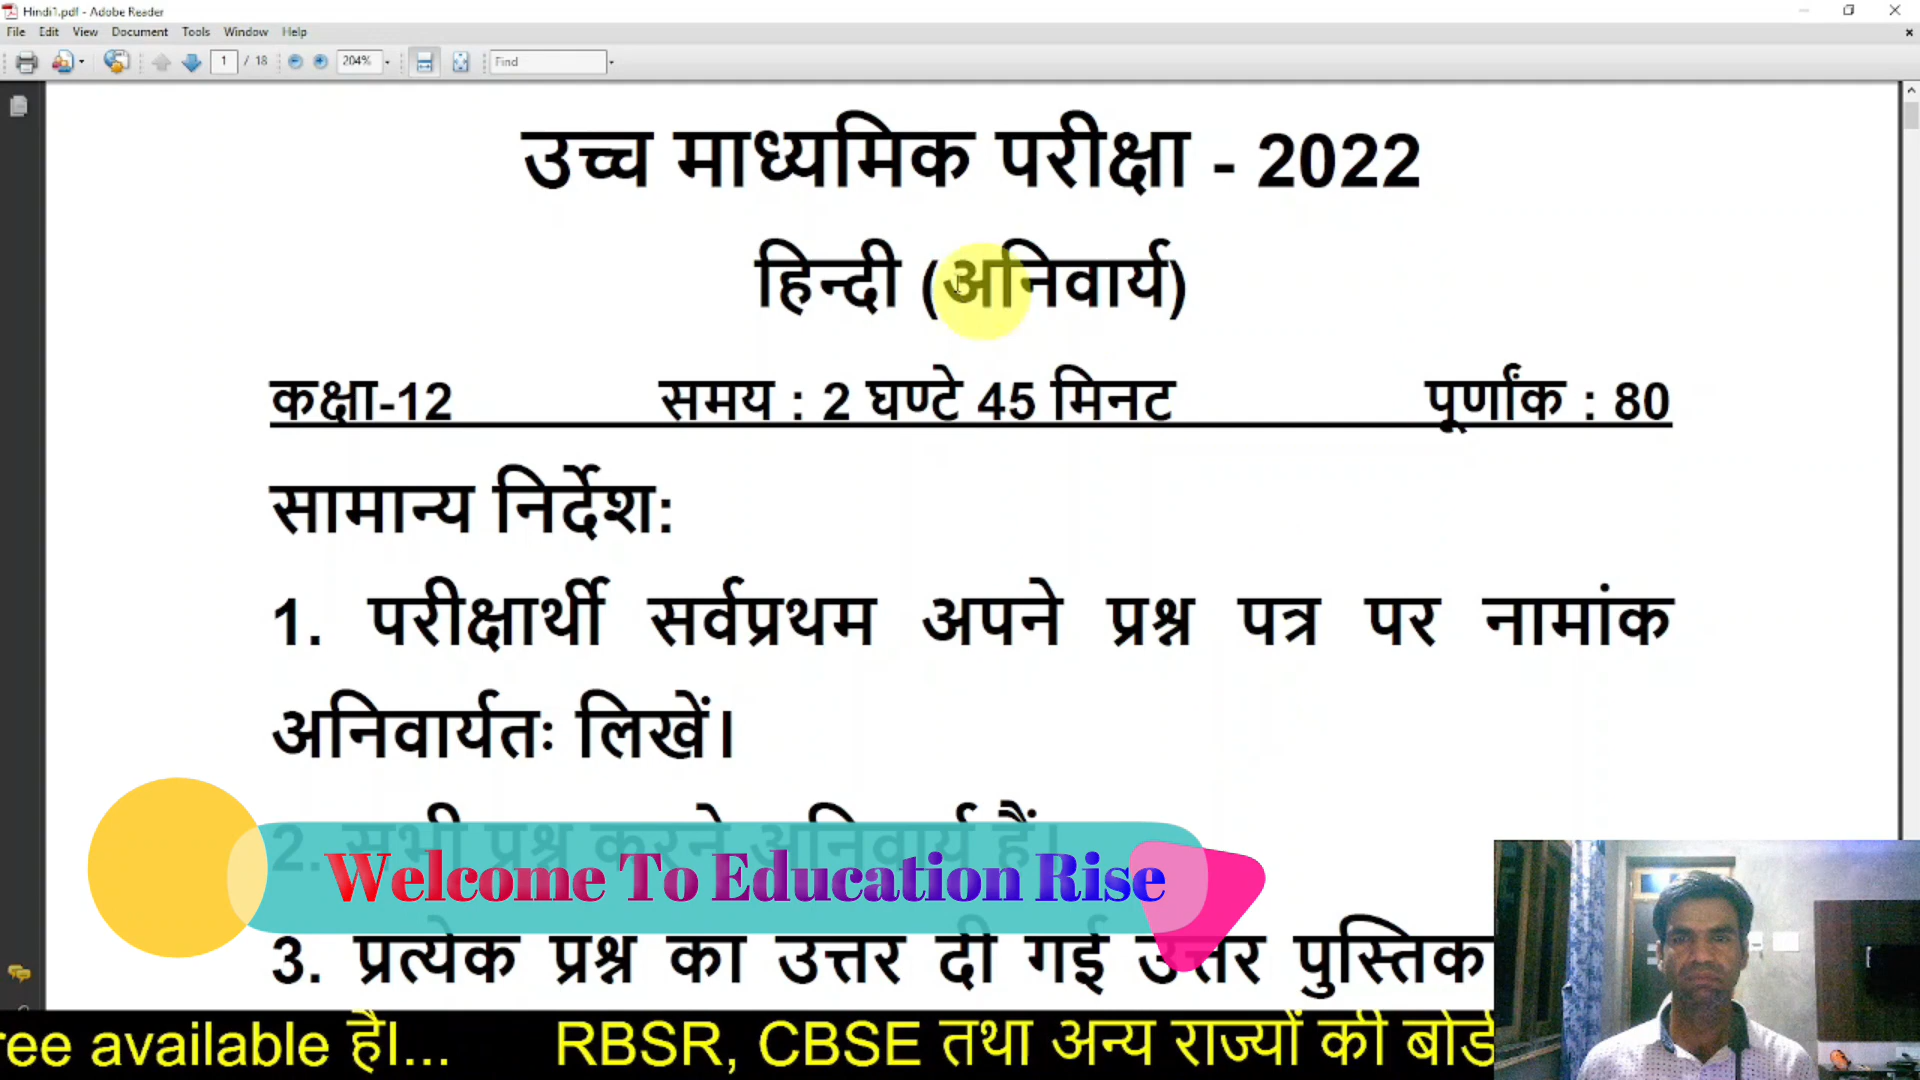 Hindi1.pdf - Adobe Reader
File Edit View Document Tools Window Help
1 / 18 204% Find
उच्च माध्यमिक परीक्षा - 2022
हिन्दी (अनिवार्य)
कक्षा-12 समय : 2 घण्टे 45 मिनट पूर्णांक : 80
सामान्य निर्देश:
1. परीक्षार्थी सर्वप्रथम अपने प्रश्न पत्र पर नामांक
अनिवार्यतः लिखें।
2. सभी प्रश्न करने अनिवार्य हैं।
Welcome To Education Rise
3. प्रत्येक प्रश्न का उत्तर दी गई उत्तर पुस्तिक
ree available है।... RBSR, CBSE तथा अन्य राज्यों की बोर्ड